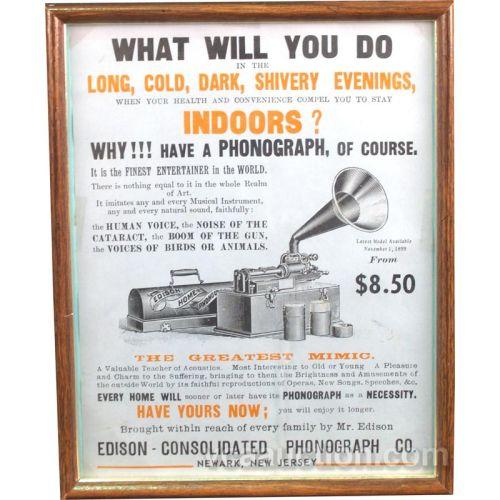 WHAT WILL YOU DO
IN THE
LONG, COLD, DARK, SHIVERY EVENINGS,
WHEN YOUR HEALTH AND CONVENIENCE COMPEL YOU TO STAY
INDOORS ?
WHY!!! HAVE A PHONOGRAPH, OF COURSE.
It is the FINEST ENTERTAINER in the WORLD.
There is nothing equal to it in the whole Realm
of Art.
It imitates any and every Musical Instrument,
any and every natural sound, faithfully:
the HUMAN VOICE, the NOISE OF THE
CATARACT, the BOOM OF THE GUN,
the VOICES OF BIRDS OR ANIMALS.
Latest Model Available
November 1, 1899
From
$8.50
EDISON
HOME
THE GREATEST MIMIC.
A Valuable Teacher of Acoustics. Most Interesting to Old or Young A Pleasure
and Charm to the Suffering, bringing to them the Brightness and Amusements of
the outside World by its faithful reproductions of Operas, New Songs, Speeches, &c.
EVERY HOME WILL sooner or later have its PHONOGRAPH as a NECESSITY.
HAVE YOURS NOW; you will enjoy it longer.
Brought within reach of every family by Mr. Edison
EDISON - CONSOLIDATED PHONOGRAPH CO.
NEWARK, NEW JERSEY